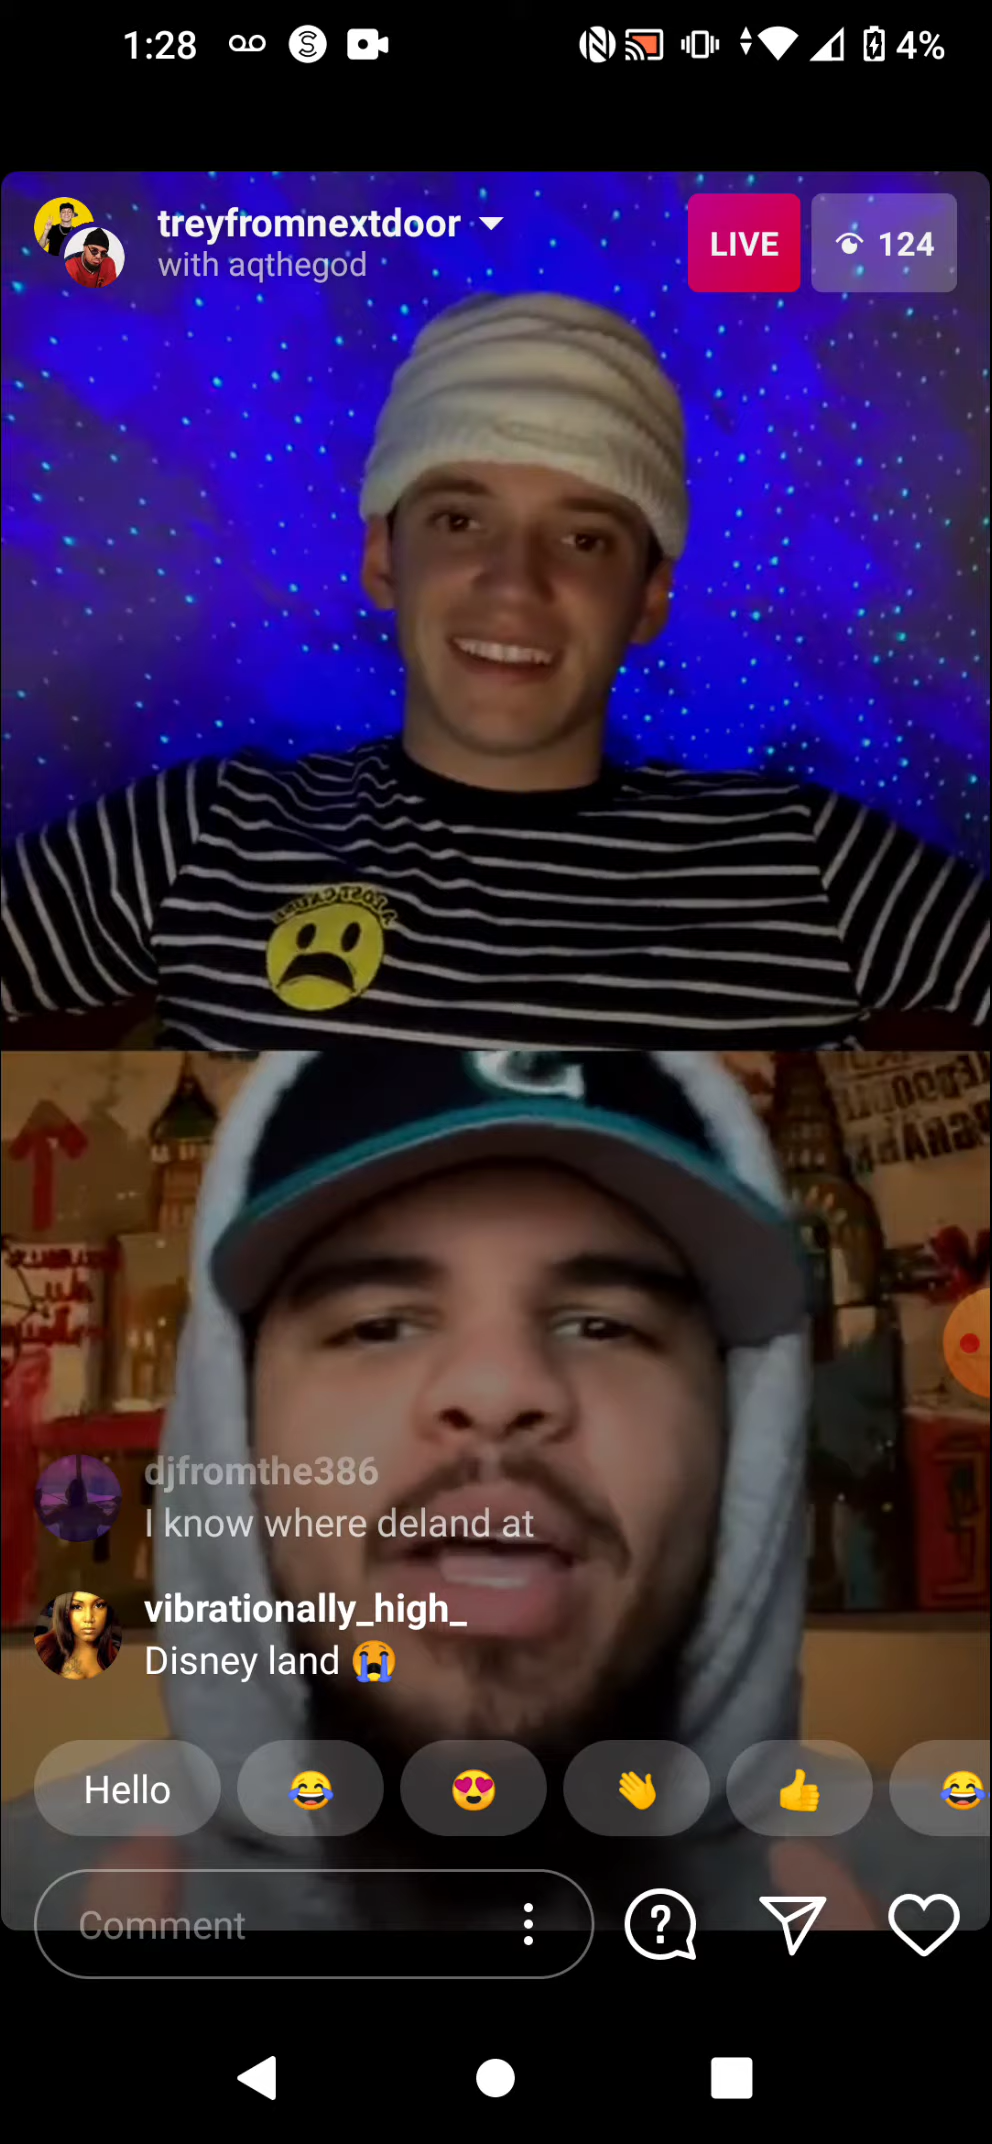 1:28
4%
treyfromnextdoor
with aqthegod
LIVE
124
djfromthe386
I know where deland at
vibrationally_high_
Disney land 😭
Hello
😂
😍
👋
👍
😂
Comment